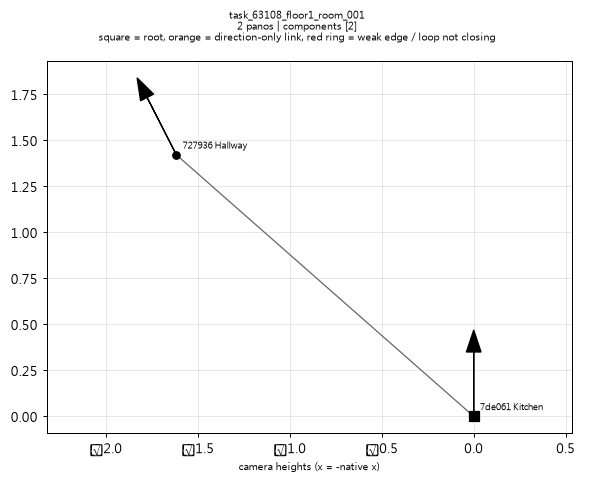 task_63108_floor1_room_001
2 panos | components [2]
square = root, orange = direction-only link, red ring = weak edge / loop not closing
1.75
727936 Hallway
1.50
1.25
1.00
0.75
0.50
0.25
7de061 Kitchen
0.00
√2.0 √1.5 √1.0 √0.5 0.0 0.5
camera heights (x = -native x)